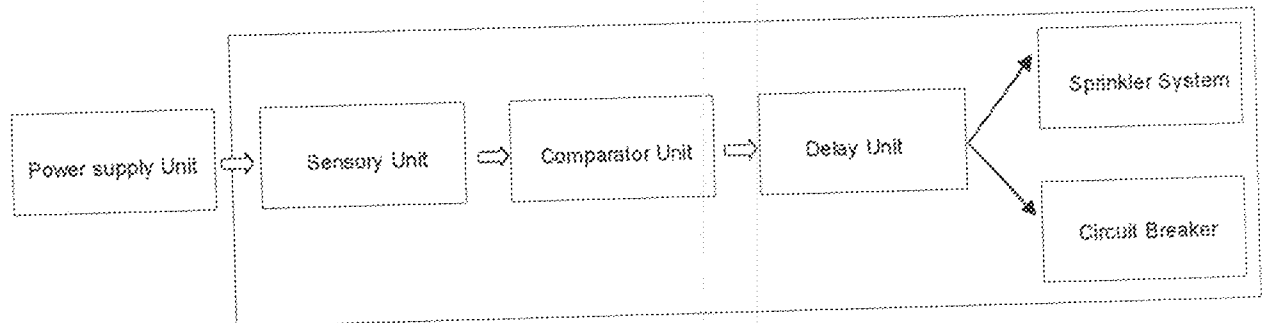 Power supply Unit
Sensory Unit
Comparator Unit
Delay Unit
Sprinkler System
Circuit Breaker